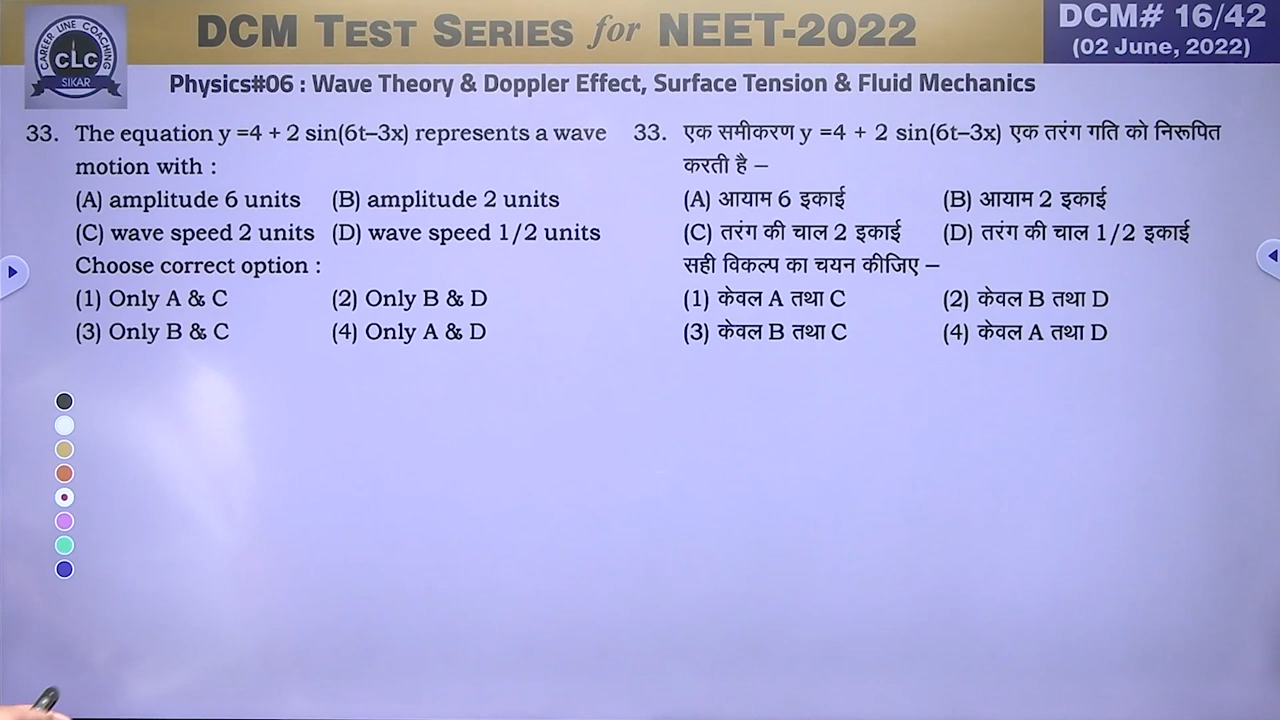 CAREER LINE COACHING
CLC
SIKAR
DCM TEST SERIES for NEET-2022
DCM# 16/42
(02 June, 2022)
Physics#06 : Wave Theory & Doppler Effect, Surface Tension & Fluid Mechanics
33. The equation y =4 + 2 sin(6t–3x) represents a wave
motion with :
(A) amplitude 6 units (B) amplitude 2 units
(C) wave speed 2 units (D) wave speed 1/2 units
Choose correct option :
(1) Only A & C (2) Only B & D
(3) Only B & C (4) Only A & D
33. एक समीकरण y =4 + 2 sin(6t–3x) एक तरंग गति को निरूपित
करती है –
(A) आयाम 6 इकाई (B) आयाम 2 इकाई
(C) तरंग की चाल 2 इकाई (D) तरंग की चाल 1/2 इकाई
सही विकल्प का चयन कीजिए –
(1) केवल A तथा C (2) केवल B तथा D
(3) केवल B तथा C (4) केवल A तथा D